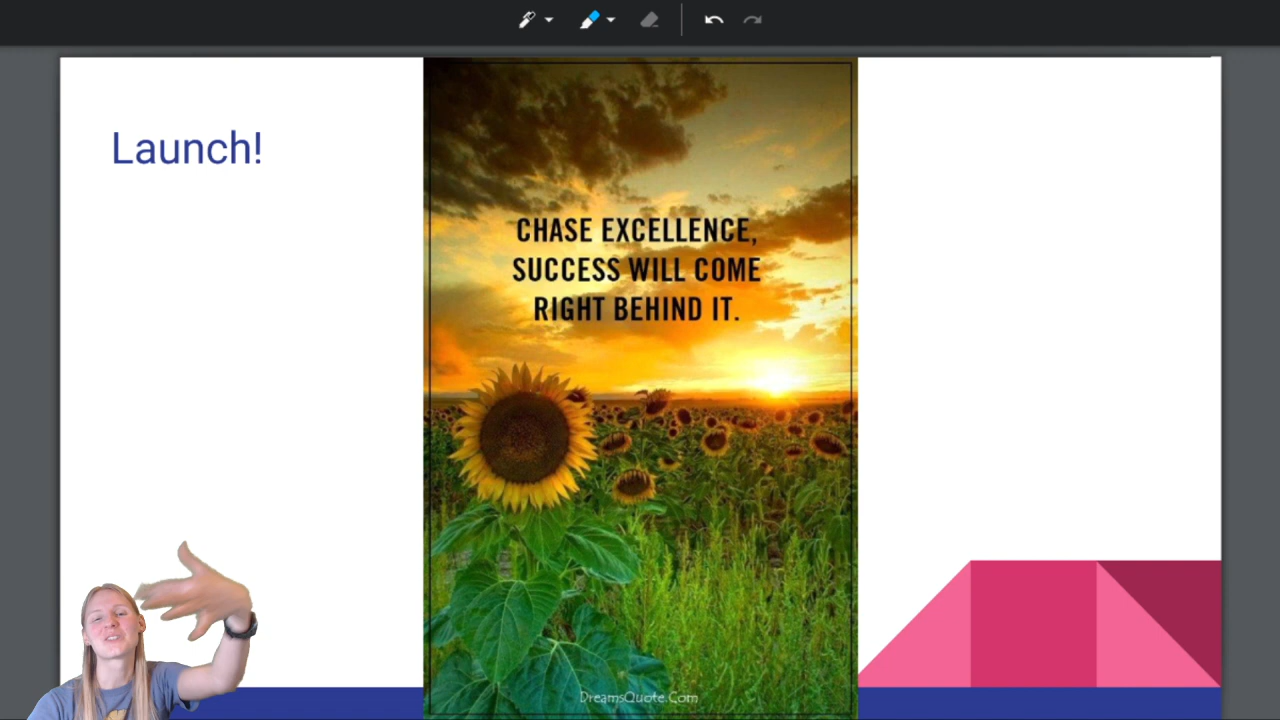 Launch!
CHASE EXCELLENCE,
SUCCESS WILL COME
RIGHT BEHIND IT.
DreamsQuote.Com